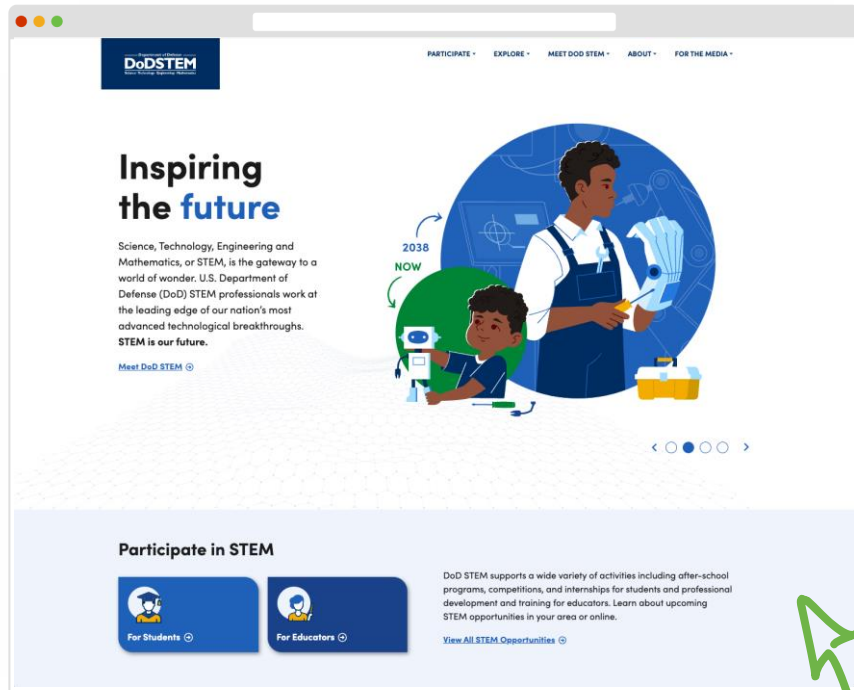 Department of Defense
DoDSTEM
Science Technology Engineering Mathematics
PARTICIPATE
EXPLORE
MEET DOD STEM
ABOUT
FOR THE MEDIA
Inspiring
the future
Science, Technology, Engineering and
Mathematics, or STEM, is the gateway to a
world of wonder. U.S. Department of
Defense (DoD) STEM professionals work at
the leading edge of our nation's most
advanced technological breakthroughs.
STEM is our future.
Meet DoD STEM
2038
NOW
Participate in STEM
For Students
For Educators
DoD STEM supports a wide variety of activities including after-school
programs, competitions, and internships for students and professional
development and training for educators. Learn about upcoming
STEM opportunities in your area or online.
View All STEM Opportunities